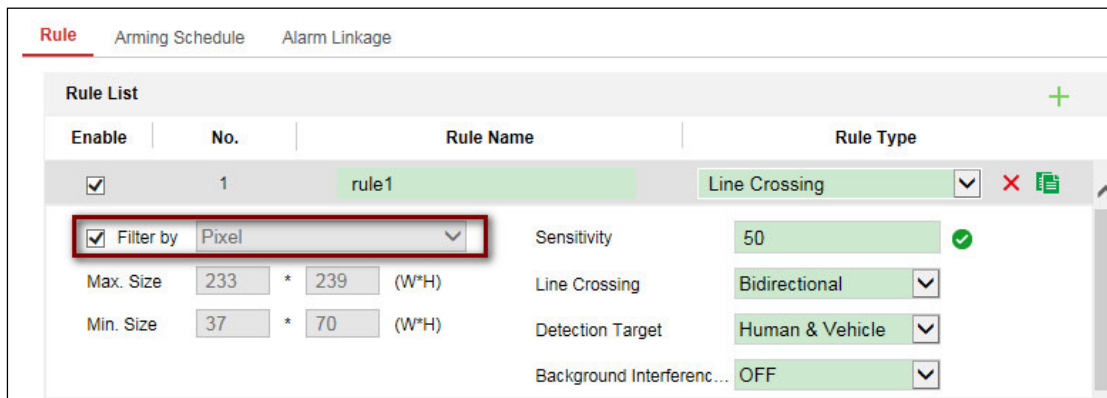 Rule Arming Schedule Alarm Linkage
Rule List
Enable No. Rule Name Rule Type
1 rule1 Line Crossing
Filter by Pixel Sensitivity 50
Max. Size 233 * 239 (W*H) Line Crossing Bidirectional
Min. Size 37 * 70 (W*H) Detection Target Human & Vehicle
Background Interferenc... OFF